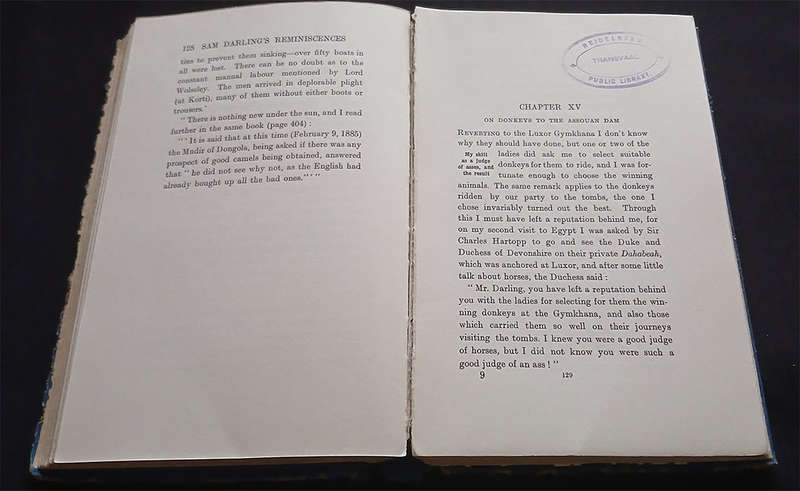 128 SAM DARLING'S REMINISCENCES
ties to prevent them sinking—over fifty boats in
all were lost. There can be no doubt as to the
constant manual labour mentioned by Lord
Wolseley. The men arrived in deplorable plight
(at Korti), many of them without either boots or
trousers.'
"There is nothing new under the sun, and I read
further in the same book (page 404):
"'It is said that at this time (February 9, 1885)
the Mudir of Dongola, being asked if there was any
prospect of good camels being obtained, answered
that "he did not see why not, as the English had
already bought up all the bad ones."'"
HEIDELBERG
TRANSVAAL
PUBLIC LIBRARY
CHAPTER XV
ON DONKEYS TO THE ASSOUAN DAM
REVERTING to the Luxor Gymkhana I don't know
why they should have done, but one or two of the
My skill
as a judge
of asses, and
the result
ladies did ask me to select suitable
donkeys for them to ride, and I was for-
tunate enough to choose the winning
animals. The same remark applies to the donkeys
ridden by our party to the tombs, the one I
chose invariably turned out the best. Through
this I must have left a reputation behind me, for
on my second visit to Egypt I was asked by Sir
Charles Hartopp to go and see the Duke and
Duchess of Devonshire on their private Dahabeah,
which was anchored at Luxor, and after some little
talk about horses, the Duchess said:
"Mr. Darling, you have left a reputation behind
you with the ladies for selecting for them the win-
ning donkeys at the Gymkhana, and also those
which carried them so well on their journeys
visiting the tombs. I knew you were a good judge
of horses, but I did not know you were such a
good judge of an ass!"
9 129